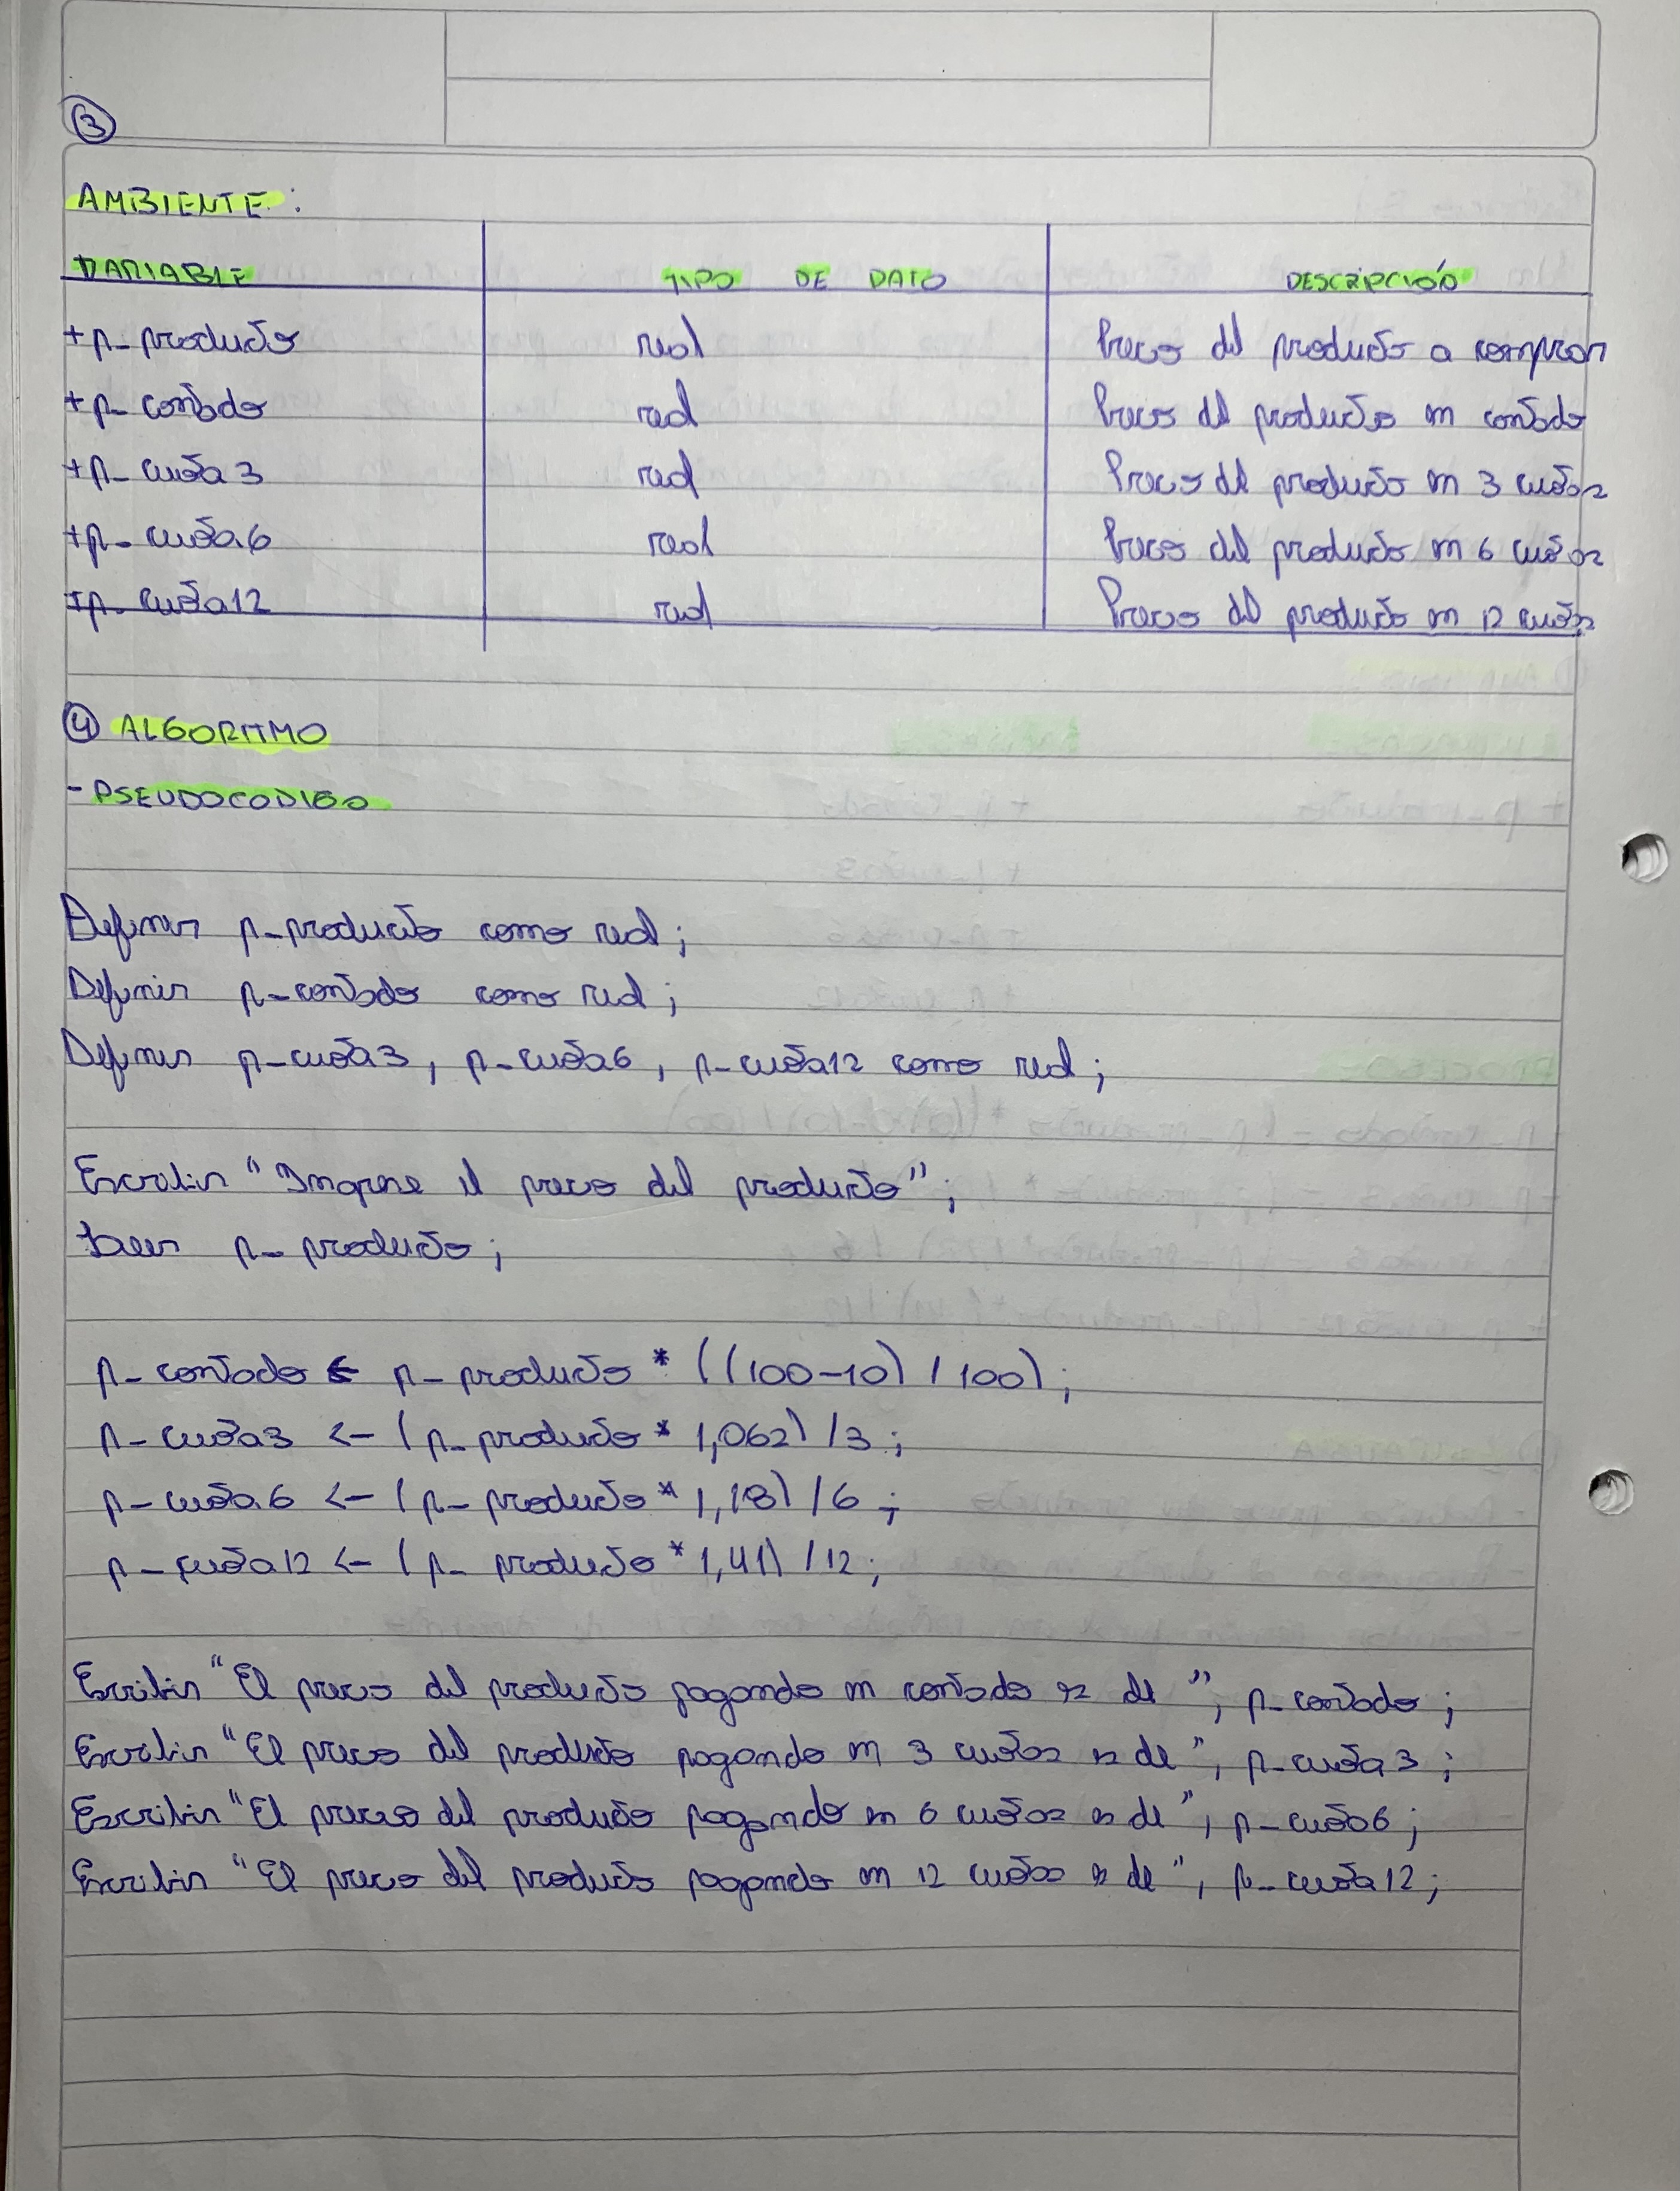 ③
AMBIENTE:
VARIABLE TIPO DE DATO DESCRIPCIÓN
+p_producto real Precio del producto a comprar
+p_contado real Precio del producto en contado
+p_cuota3 real Precio del producto en 3 cuotas
+p_cuota6 real Precio del producto en 6 cuotas
+p_cuota12 real Precio del producto en 12 cuotas
④ ALGORITMO
- PSEUDOCODIGO
Definir p_producto como real;
Definir p_contado como real;
Definir p_cuota3, p_cuota6, p_cuota12 como real;
Escribir "Ingrese el precio del producto";
Leer p_producto;
p_contado ← p_producto * ((100-10) / 100);
p_cuota3 <- (p_producto * 1,062) /3;
p_cuota6 <- (p_producto * 1,18) /6;
p_cuota12 <- (p_producto * 1,41) /12;
Escribir "El precio del producto pagando en contado es de ", p_contado;
Escribir "El precio del producto pagando en 3 cuotas es de ", p_cuota3;
Escribir "El precio del producto pagando en 6 cuotas es de ", p_cuota6;
Escribir "El precio del producto pagando en 12 cuotas es de ", p_cuota12;